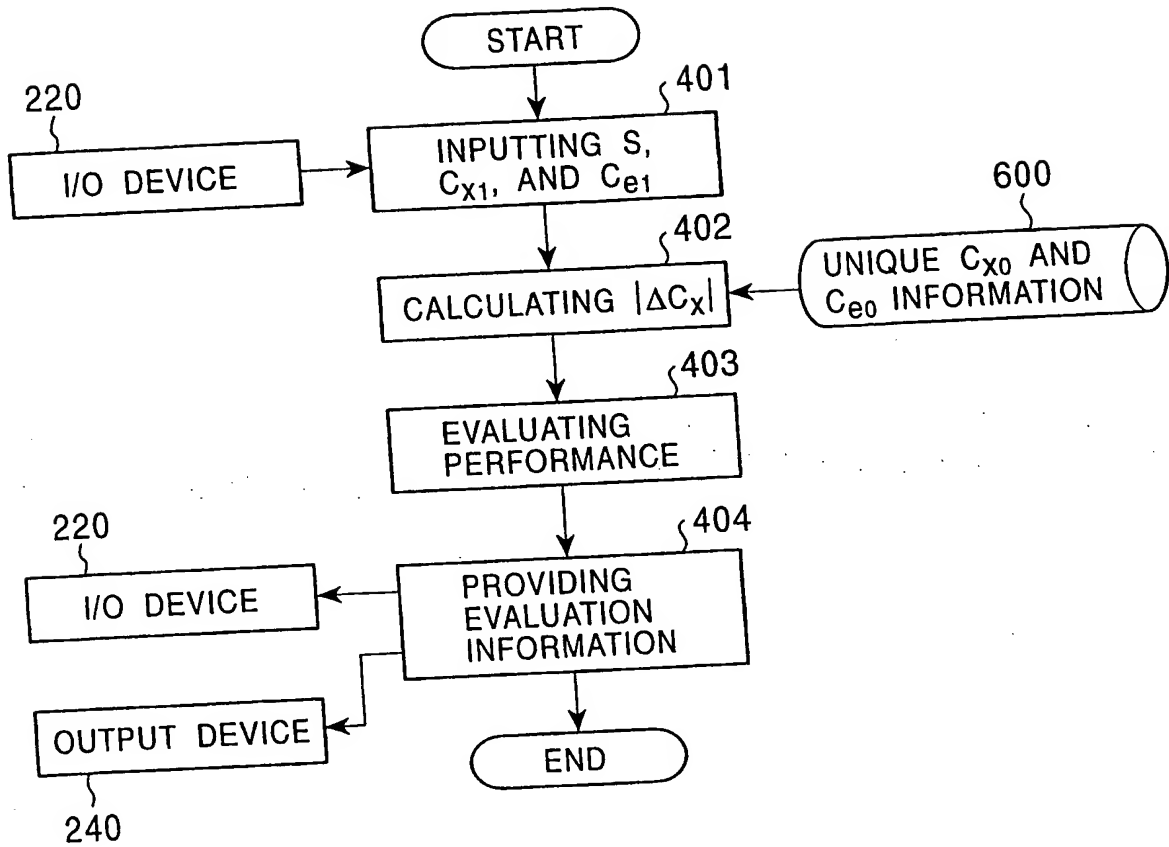 START
401
220
INPUTTING S,
Cx1, AND Ce1
I/O DEVICE
600
402
UNIQUE Cx0 AND
Ce0 INFORMATION
CALCULATING |ΔCx|
403
EVALUATING
PERFORMANCE
404
220
PROVIDING
EVALUATION
INFORMATION
I/O DEVICE
OUTPUT DEVICE
END
240